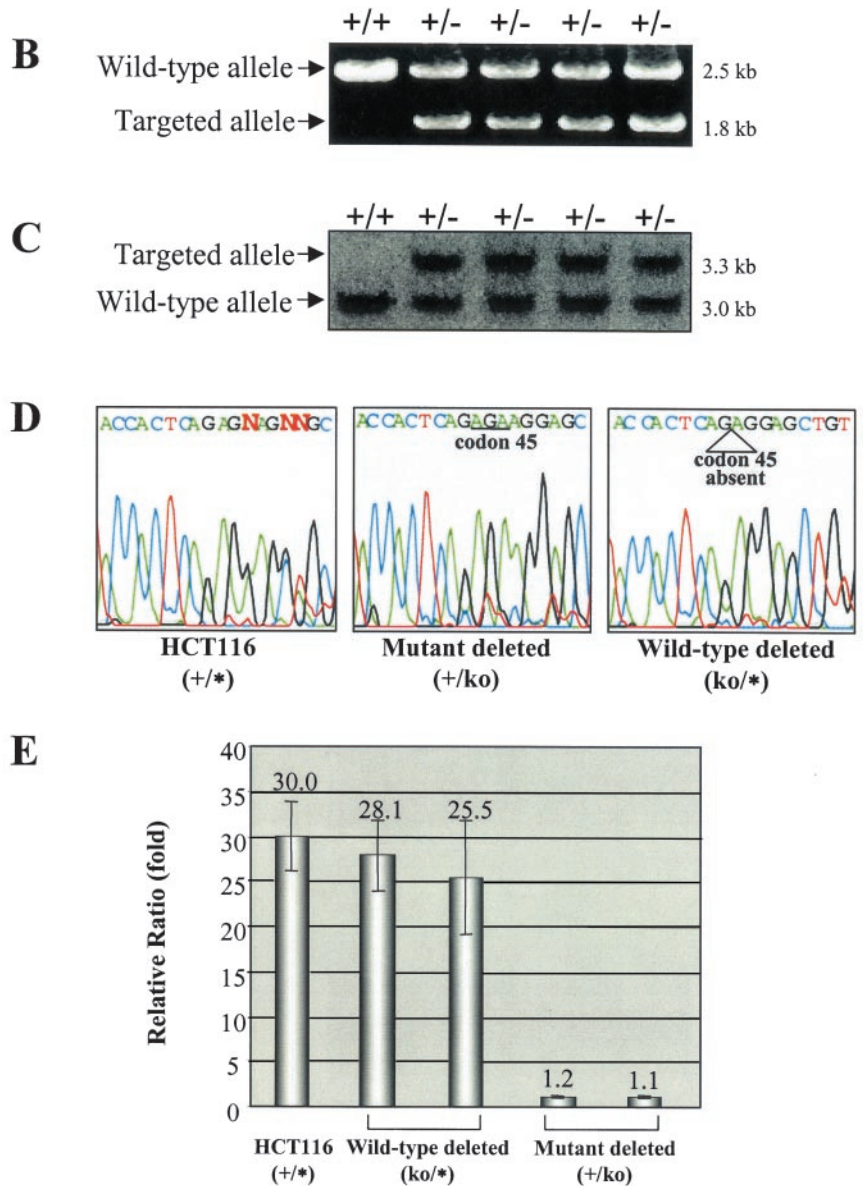 B
+/+ +/- +/- +/- +/-
Wild-type allele 2.5 kb
Targeted allele 1.8 kb
C
+/+ +/- +/- +/- +/-
Targeted allele 3.3 kb
Wild-type allele 3.0 kb
D
ACCACTCAGAGNAGNNGC ACCACTCAGAGAAGGAGC ACCACTCAGAGGAGCTGT
codon 45 codon 45
absent
HCT116 Mutant deleted Wild-type deleted
(+/*) (+/ko) (ko/*)
E
Relative Ratio (fold)
40
35
30
25
20
15
10
5
0
30.0 28.1 25.5 1.2 1.1
HCT116 Wild-type deleted Mutant deleted
(+/*) (ko/*) (+/ko)